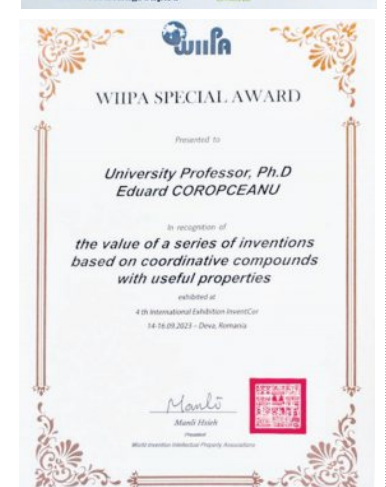 WIIPA
WIIPA SPECIAL AWARD
Presented to
University Professor, Ph.D
Eduard COROPCEANU
In recognition of
the value of a series of inventions
based on coordinative compounds
with useful properties
exhibited at
4 th International Exhibition InventCor
14-16.09.2023 – Deva, Romania
Manli
Manli Hsieh
President
World Invention Intellectual Property Associations